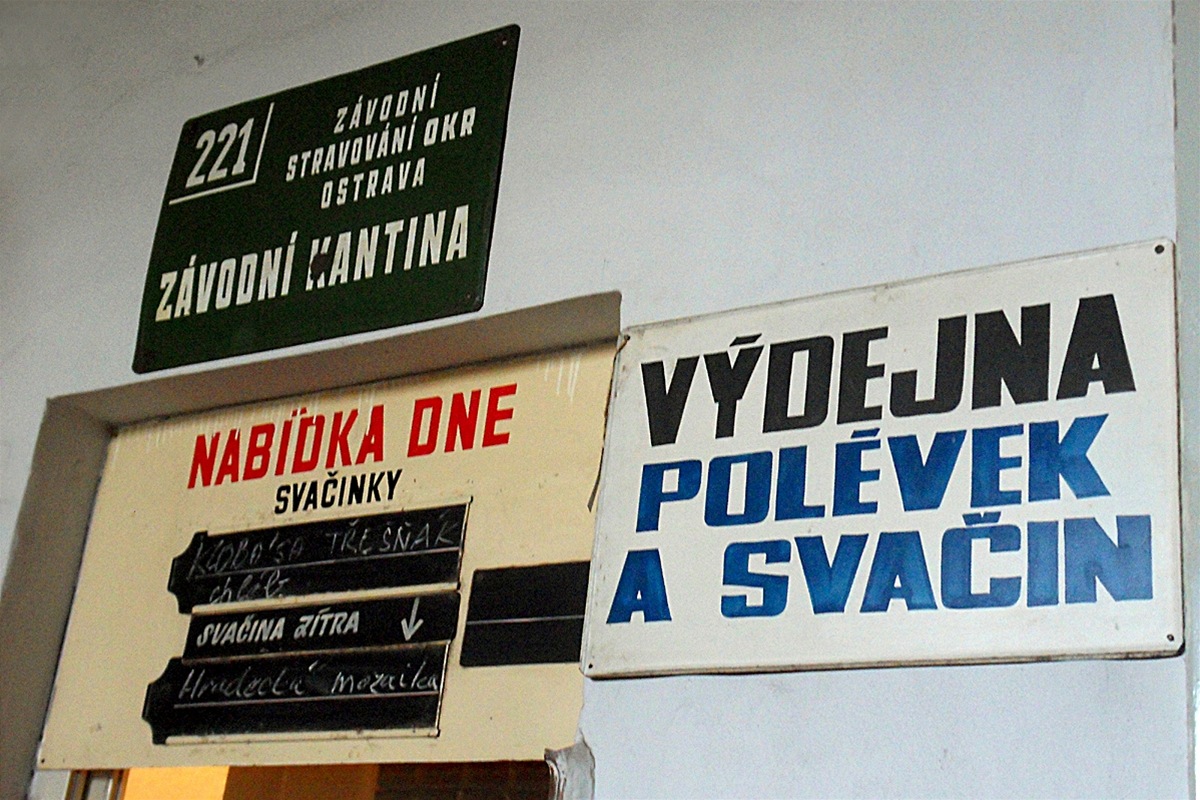 221
ZÁVODNÍ
STRAVOVÁNÍ OKR
OSTRAVA
ZÁVODNÍ KANTINA
NABÍDKA DNE
SVAČINKY
KLOBÁSA TŘEŠŇÁK
chléb
SVAČINA ZÍTRA ↓
Hradecká mozaika
VÝDEJNA
POLÉVEK
A SVAČIN